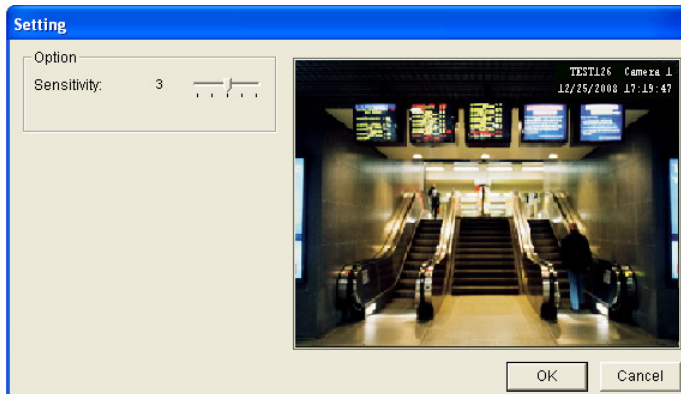 Setting
Option
Sensitivity: 3
TEST126 Camera 1
12/25/2008 17:19:47
OK
Cancel